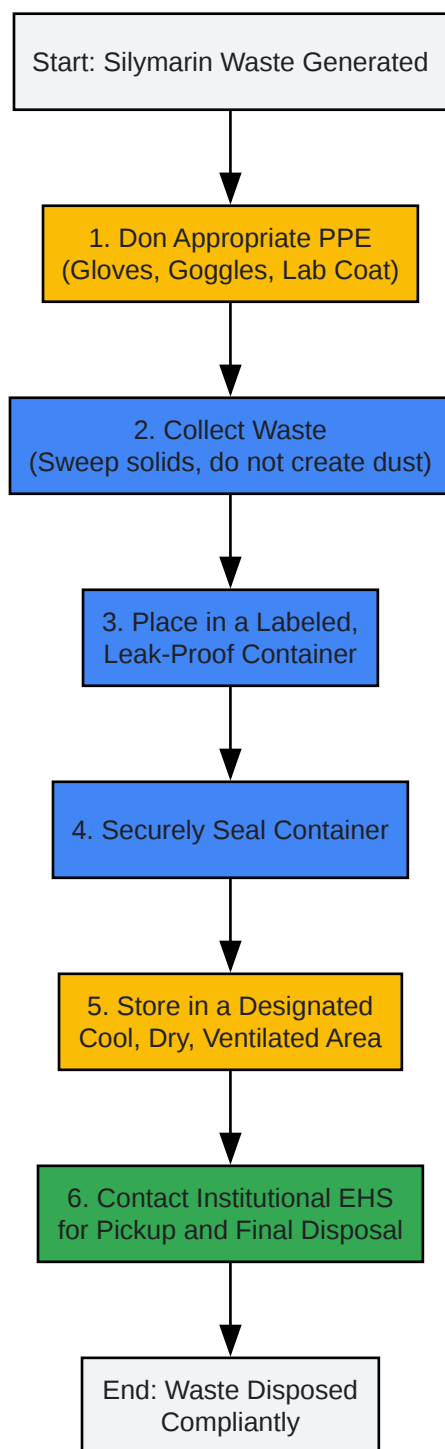 Start: Silymarin Waste Generated
1. Don Appropriate PPE
(Gloves, Goggles, Lab Coat)
2. Collect Waste
(Sweep solids, do not create dust)
3. Place in a Labeled,
Leak-Proof Container
4. Securely Seal Container
5. Store in a Designated
Cool, Dry, Ventilated Area
6. Contact Institutional EHS
for Pickup and Final Disposal
End: Waste Disposed
Compliantly